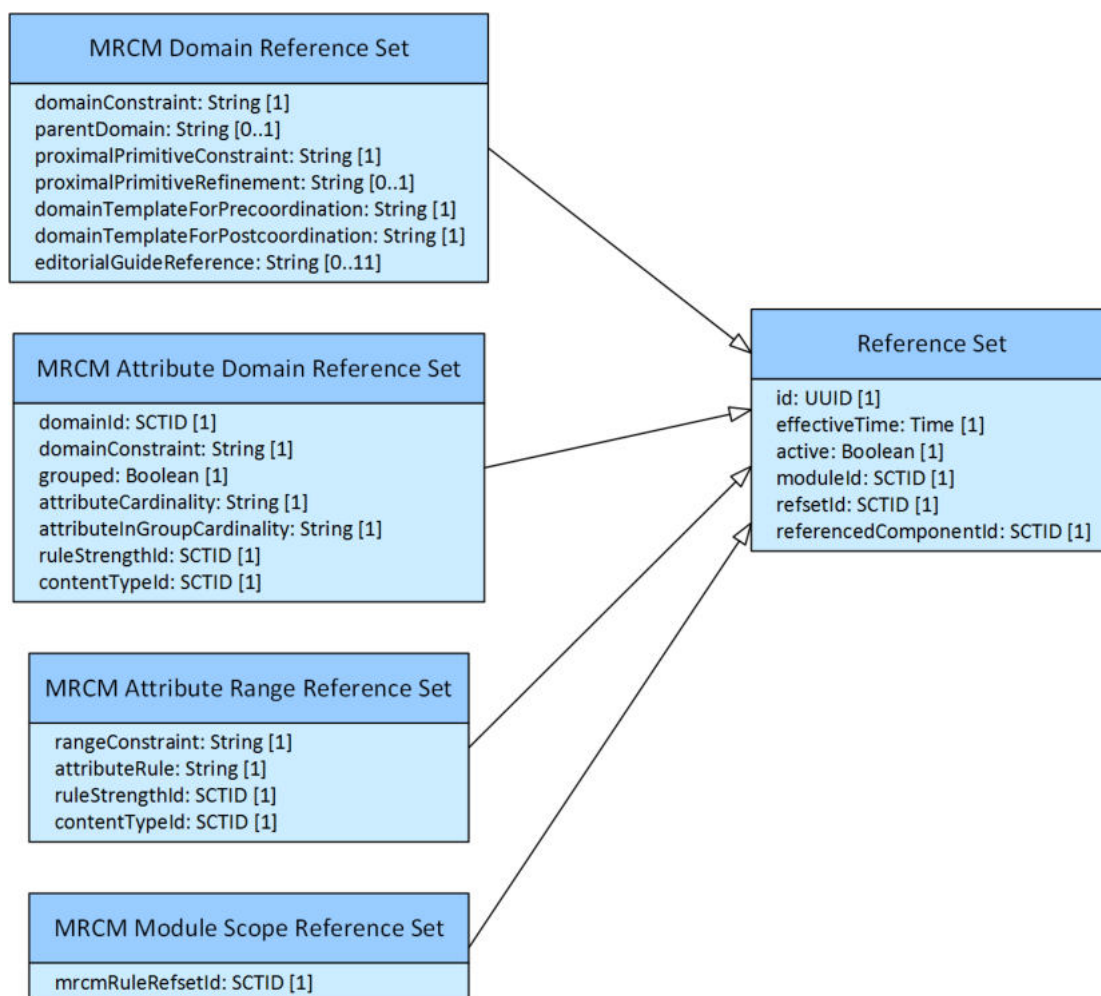 MRCM Domain Reference Set
domainConstraint: String [1]
parentDomain: String [0..1]
proximalPrimitiveConstraint: String [1]
proximalPrimitiveRefinement: String [0..1]
domainTemplateForPrecoordination: String [1]
domainTemplateForPostcoordination: String [1]
editorialGuideReference: String [0..11]
MRCM Attribute Domain Reference Set
domainId: SCTID [1]
domainConstraint: String [1]
grouped: Boolean [1]
attributeCardinality: String [1]
attributeInGroupCardinality: String [1]
ruleStrengthId: SCTID [1]
contentTypeId: SCTID [1]
MRCM Attribute Range Reference Set
rangeConstraint: String [1]
attributeRule: String [1]
ruleStrengthId: SCTID [1]
contentTypeId: SCTID [1]
MRCM Module Scope Reference Set
mrcmRuleRefsetId: SCTID [1]
Reference Set
id: UUID [1]
effectiveTime: Time [1]
active: Boolean [1]
moduleId: SCTID [1]
refsetId: SCTID [1]
referencedComponentId: SCTID [1]